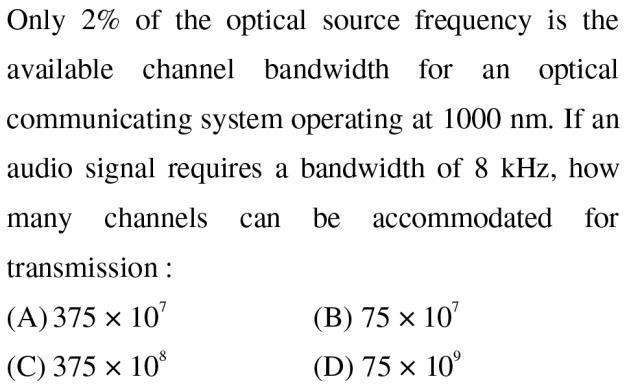 Only 2% of the optical source frequency is the
available channel bandwidth for an optical
communicating system operating at 1000 nm. If an
audio signal requires a bandwidth of 8 kHz, how
many channels can be accommodated for
transmission :
(A) 375 × 10⁷ (B) 75 × 10⁷
(C) 375 × 10⁸ (D) 75 × 10⁹